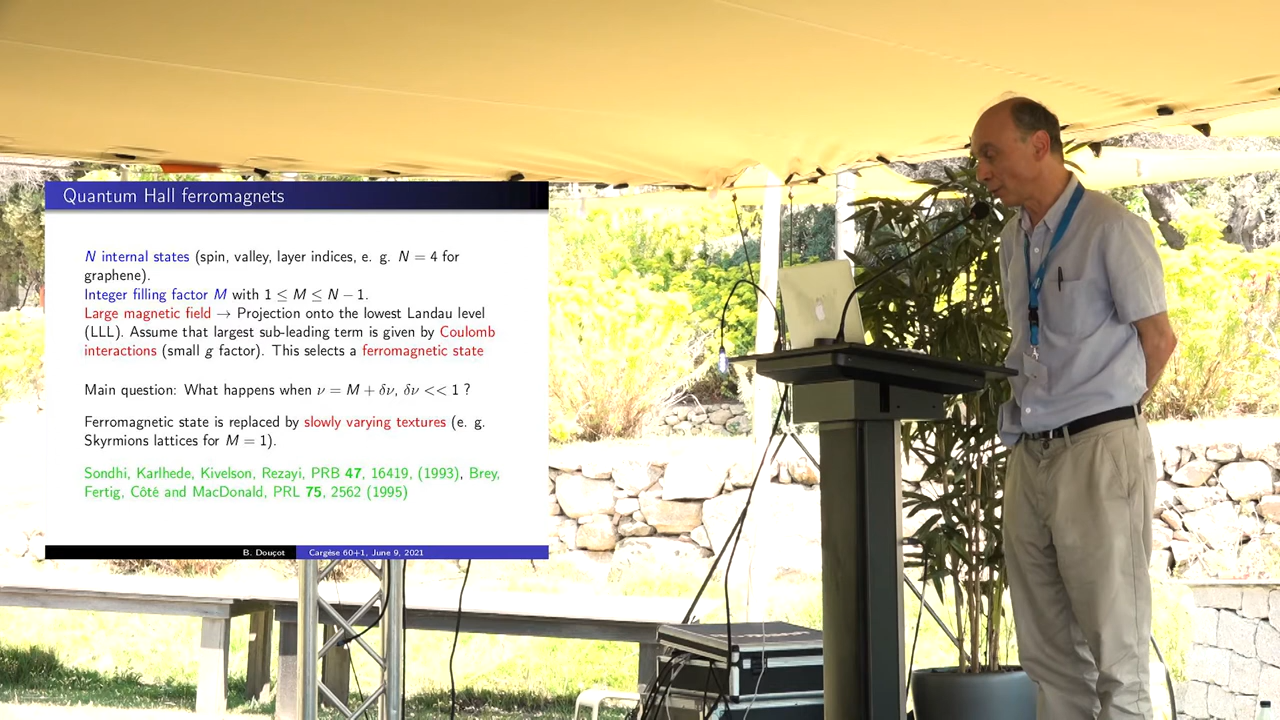 Quantum Hall ferromagnets
N internal states (spin, valley, layer indices, e. g. N = 4 for
graphene).
Integer filling factor M with 1 ≤ M ≤ N − 1.
Large magnetic field → Projection onto the lowest Landau level
(LLL). Assume that largest sub-leading term is given by Coulomb
interactions (small g factor). This selects a ferromagnetic state
Main question: What happens when ν = M + δν, δν << 1 ?
Ferromagnetic state is replaced by slowly varying textures (e. g.
Skyrmions lattices for M = 1).
Sondhi, Karlhede, Kivelson, Rezayi, PRB 47, 16419, (1993), Brey,
Fertig, Côté and MacDonald, PRL 75, 2562 (1995)
B. Douçot Cargèse 60+1, June 9, 2021